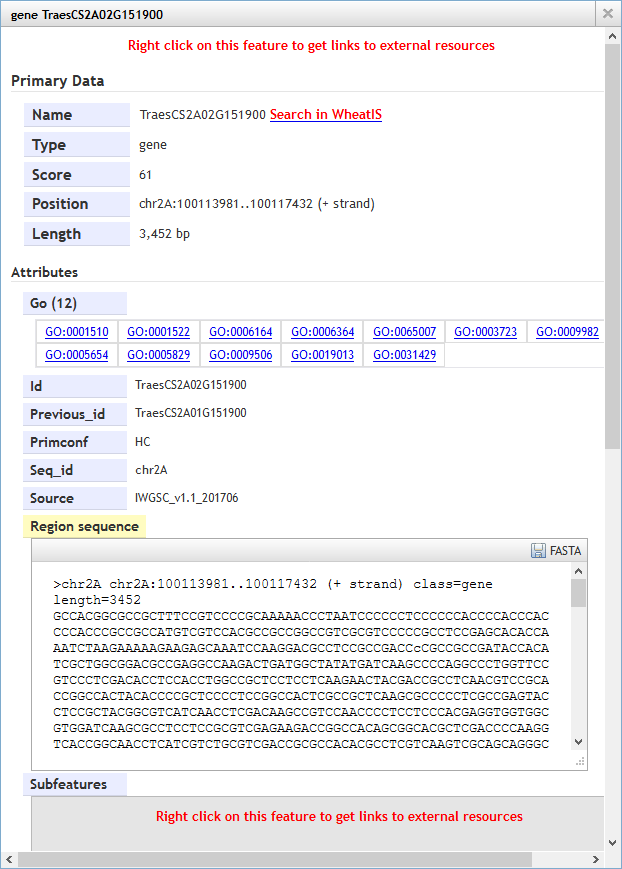 gene TraesCS2A02G151900
Right click on this feature to get links to external resources
Primary Data
Name TraesCS2A02G151900 Search in WheatIS
Type gene
Score 61
Position chr2A:100113981..100117432 (+ strand)
Length 3,452 bp
Attributes
Go (12)
GO:0001510 GO:0001522 GO:0006164 GO:0006364 GO:0065007 GO:0003723 GO:0009982
GO:0005654 GO:0005829 GO:0009506 GO:0019013 GO:0031429
Id TraesCS2A02G151900
Previous_id TraesCS2A01G151900
Primconf HC
Seq_id chr2A
Source IWGSC_v1.1_201706
Region sequence
FASTA
>chr2A chr2A:100113981..100117432 (+ strand) class=gene
length=3452
GCCACGGCGCCGCTTTCCGTCCCCGCAAAAACCCTAATCCCCCCTCCCCCCACCCCACCCAC
CCCACCCGCCGCCATGTCGTCCACGCCGCCGGCCGTCGCGTCCCCCGCCTCCGAGCACACCA
AATCTAAGAAAAAGAAGAGCAAATCCAAGGACGCCTCCGCCGACCcCGCCGCCGATACCACA
TCGCTGGCGGACGCCGAGGCCAAGACTGATGGCTATATGATCAAGCCCCAGGCCCTGGTTCC
GTCCCTCGACACCTCCACCTGGCCGCTCCTCCTCAAGAACTACGACCGCCTCAACGTCCGCA
CCGGCCACTACACCCCGCTCCCCTCCGGCCACTCGCCGCTCAAGCGCCCCCTCGCCGAGTAC
CTCCGCTACGGCGTCATCAACCTCGACAAGCCGTCCAACCCCTCCTCCCACGAGGTGGTGGC
GTGGATCAAGCGCCTCCTCCGCGTCGAGAAGACCGGCCACAGCGGCACGCTCGACCCCAAGG
TCACCGGCAACCTCATCGTCTGCGTCGACCGCGCCACACGCCTCGTCAAGTCGCAGCAGGGC
Subfeatures
Right click on this feature to get links to external resources